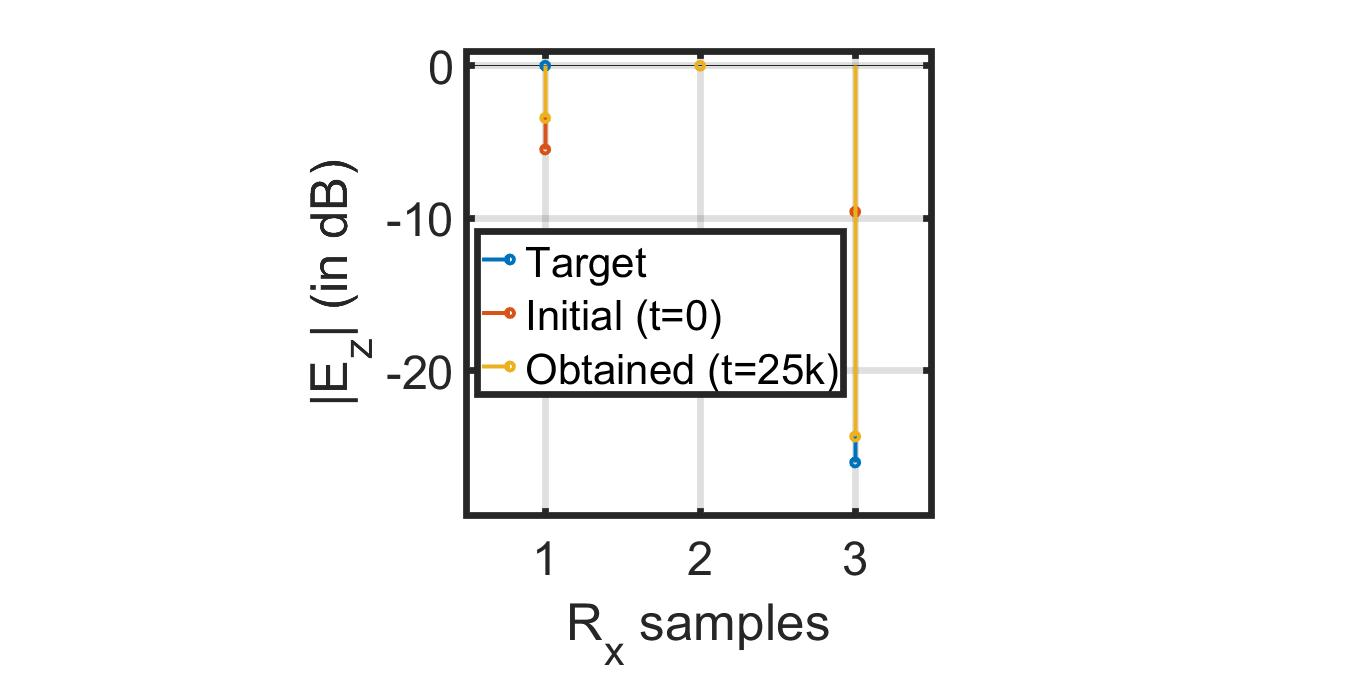 0
-10
-20
|E_z| (in dB)
Target
Initial (t=0)
Obtained (t=25k)
1 2 3
R_x samples